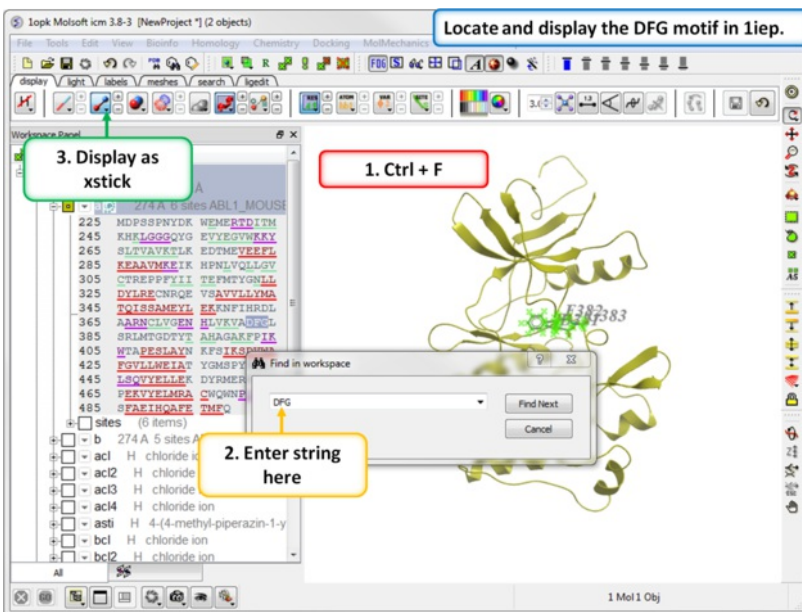 1opk Molsoft icm 3.8-3 [NewProject *] (2 objects)
Locate and display the DFG motif in 1iep.
File Tools Edit View Bioinfo Homology Chemistry Docking MolMechanics
display light labels meshes search ligedit
Workspace Panel
3. Display as
xstick
1. Ctrl + F
A
274 A 6 sites ABL1_MOUSE
225 MDPSSPNYDK WEMERTDITM
245 KHKLGGGQYG EVYEGVWKKY
265 SLTVAVKTLK EDTMEVEEFL
285 KEAAVMKEIK HPNLVQLLGV
305 CTREPPFYII TEFMTYGNLL
325 DYLRECNRQE VSAVVLLYMA
345 TQISSAMEYL EKKNFIHRDL
365 AARNCLVGEN HLVKVADFGL
385 SRLMTGDTYT AHAGAKFPIK
405 WTAPESLAYN KFSIKSDVWA
425 FGVLLWEIAT YGMSPY
445 LLSQVYELLEK DYRMER
465 PEKVYELMRA CWQWNP
485 SFAEIHQAFE TMFQ
sites (6 items)
b 274 A 5 sites
acl H chloride ion
acl2 H chloride ion
acl3 H chloride ion
acl4 H chloride ion
asti H 4-(4-methyl-piperazin-1-y
bcl H chloride ion
bcl2 H chloride ion
All
F382
383
Find in workspace
DFG
Find Next
Cancel
2. Enter string
here
1 Mol 1 Obj